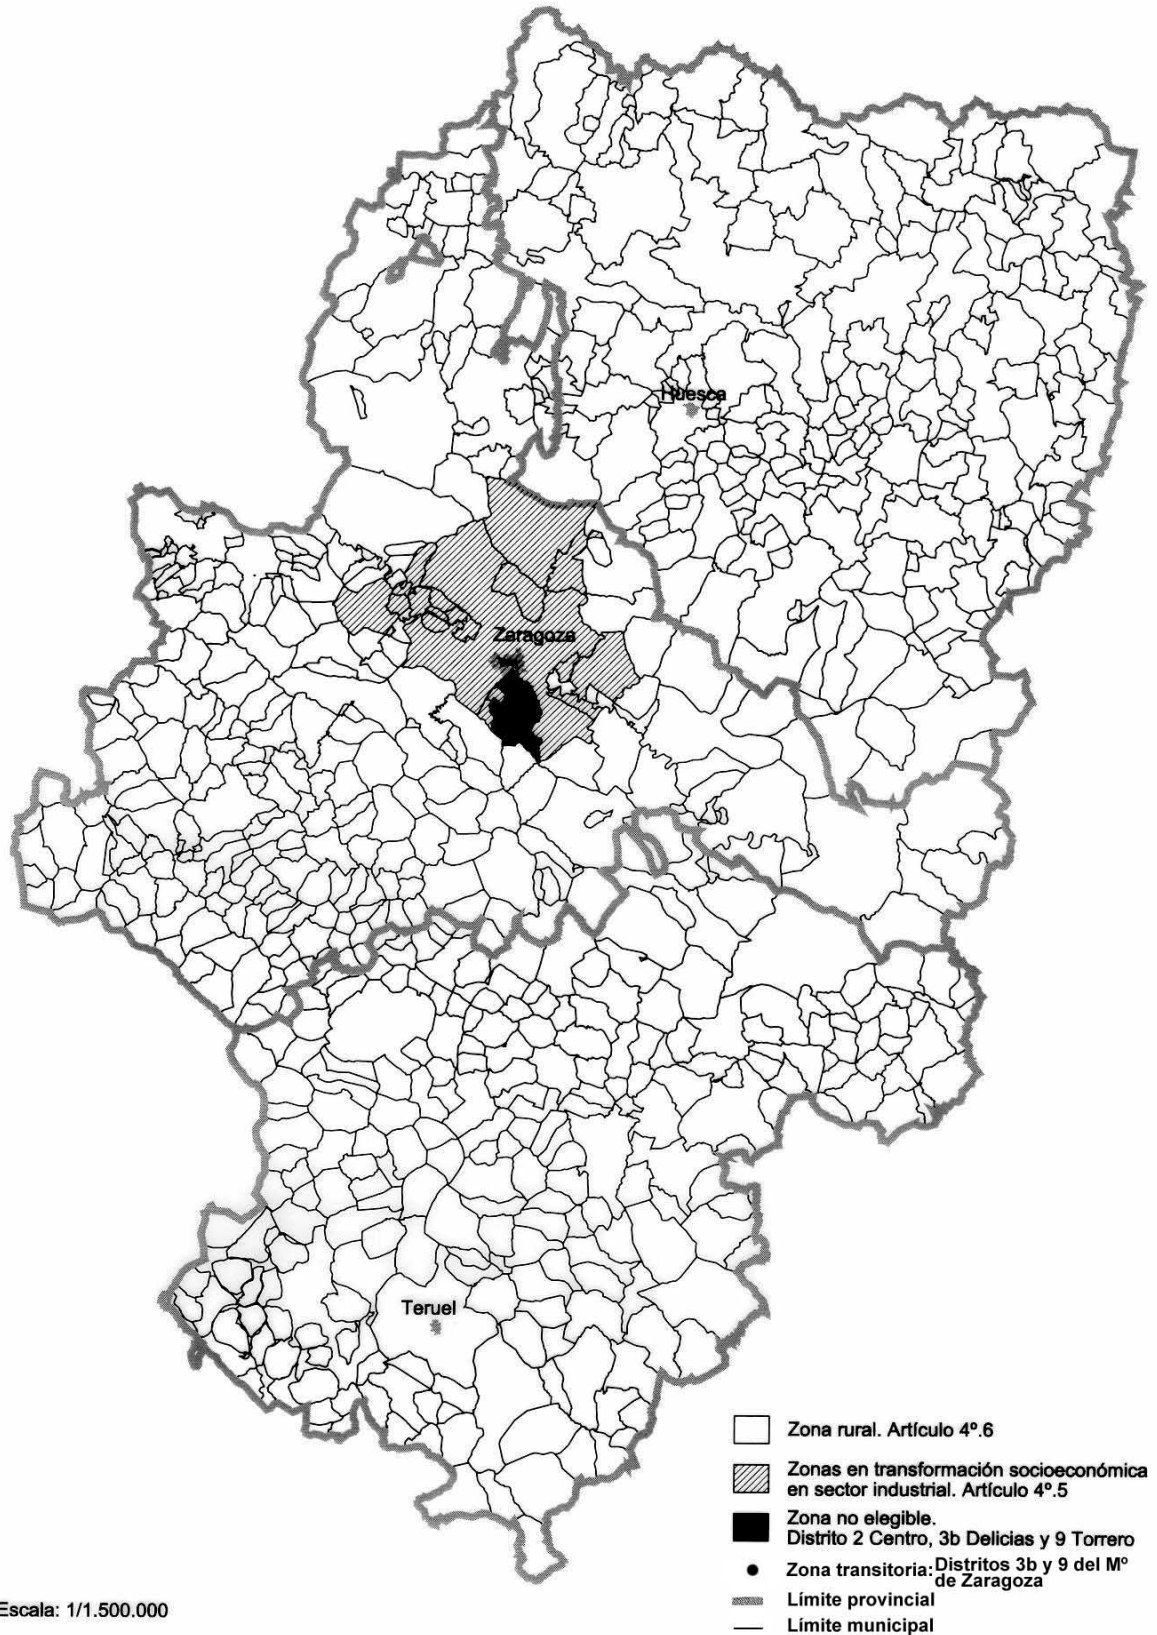 Huesca
Zaragoza
Teruel
Zona rural. Artículo 4º.6
Zonas en transformación socioeconómica
en sector industrial. Artículo 4º.5
Zona no elegible.
Distrito 2 Centro, 3b Delicias y 9 Torrero
Zona transitoria: Distritos 3b y 9 del Mº
de Zaragoza
Límite provincial
Límite municipal
Escala: 1/1.500.000